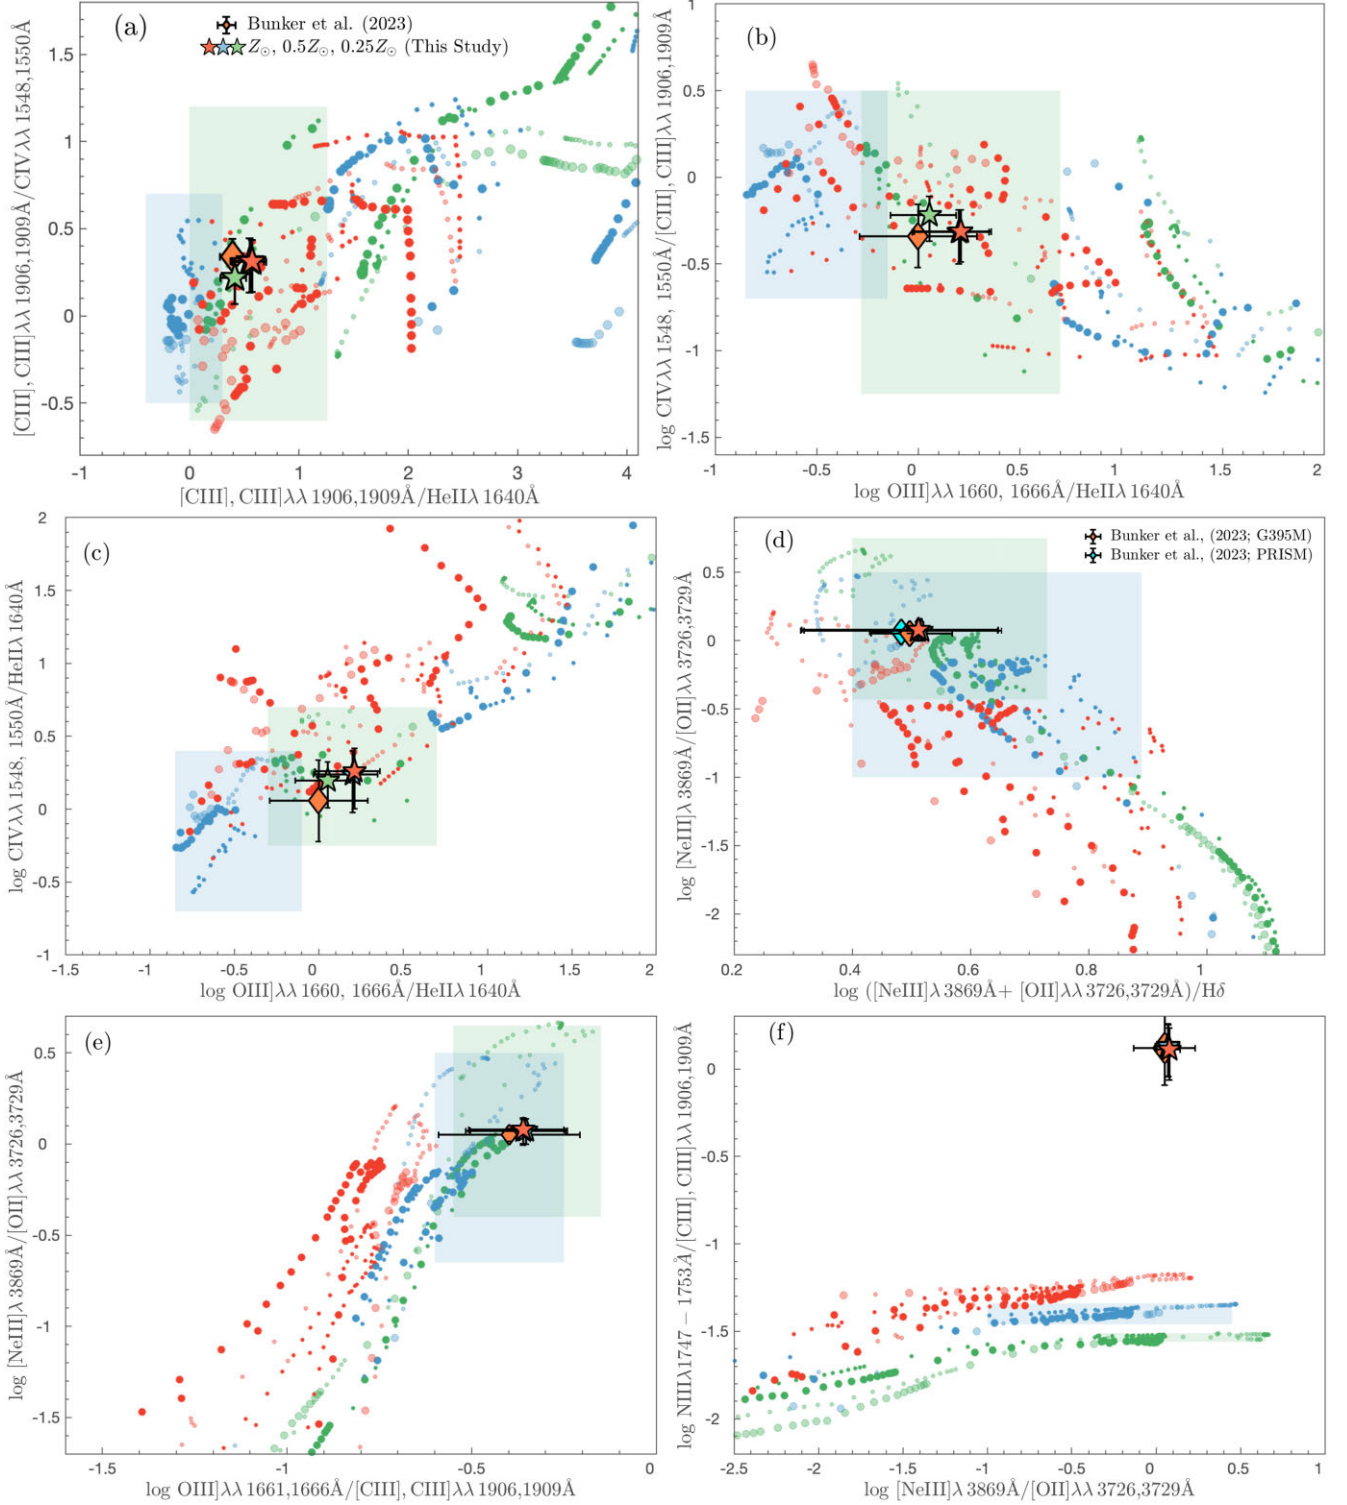 (a)
Bunker et al. (2023)
Z⊙, 0.5Z⊙, 0.25Z⊙ (This Study)
[CIII], CIII]λλ 1906,1909Å/CIVλλ 1548,1550Å
1.5
1
0.5
0
-0.5
-1 0 1 2 3 4
[CIII], CIII]λλ 1906,1909Å/HeIIλ 1640Å
(b)
log CIVλλ 1548, 1550Å/[CIII], CIII]λλ 1906,1909Å
1
0.5
0
-0.5
-1
-1.5
-1 -0.5 0 0.5 1 1.5 2
log OIII]λλ 1660, 1666Å/HeIIλ 1640Å
(c)
log CIVλλ 1548, 1550Å/HeIIλ 1640Å
2
1.5
1
0.5
0
-0.5
-1
-1.5 -1 -0.5 0 0.5 1 1.5 2
log OIII]λλ 1660, 1666Å/HeIIλ 1640Å
(d)
Bunker et al., (2023; G395M)
Bunker et al., (2023; PRISM)
log [NeIII]λ 3869Å/[OII]λλ 3726,3729Å
0.5
0
-0.5
-1
-1.5
-2
0.2 0.4 0.6 0.8 1
log ([NeIII]λ 3869Å+ [OII]λλ 3726,3729Å)/Hδ
(e)
log [NeIII]λ 3869Å/[OII]λλ 3726,3729Å
0.5
0
-0.5
-1
-1.5
-1.5 -1 -0.5 0
log OIII]λλ 1661,1666Å/[CIII], CIII]λλ 1906,1909Å
(f)
log NIIIλ1747 − 1753Å/[CIII], CIII]λλ 1906,1909Å
0
-0.5
-1
-1.5
-2
-2.5 -2 -1.5 -1 -0.5 0 0.5 1
log [NeIII]λ 3869Å/[OII]λλ 3726,3729Å